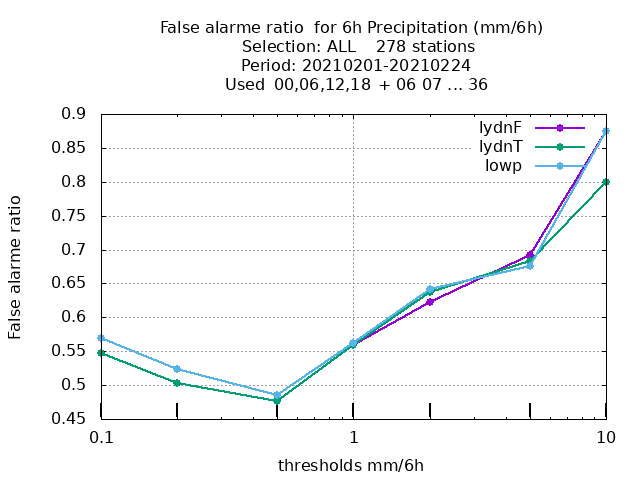 False alarme ratio for 6h Precipitation (mm/6h)
Selection: ALL 278 stations
Period: 20210201-20210224
Used 00,06,12,18 + 06 07 ... 36
lydnF
lydnT
lowp
False alarme ratio
0.9
0.85
0.8
0.75
0.7
0.65
0.6
0.55
0.5
0.45
0.1 1 10
thresholds mm/6h